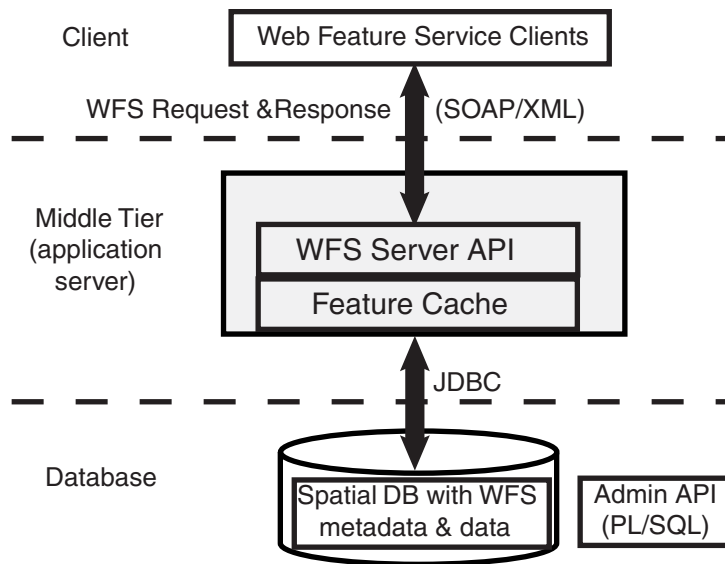 Client
Web Feature Service Clients
WFS Request &Response
(SOAP/XML)
Middle Tier
(application
server)
WFS Server API
Feature Cache
JDBC
Database
Spatial DB with WFS
metadata & data
Admin API
(PL/SQL)